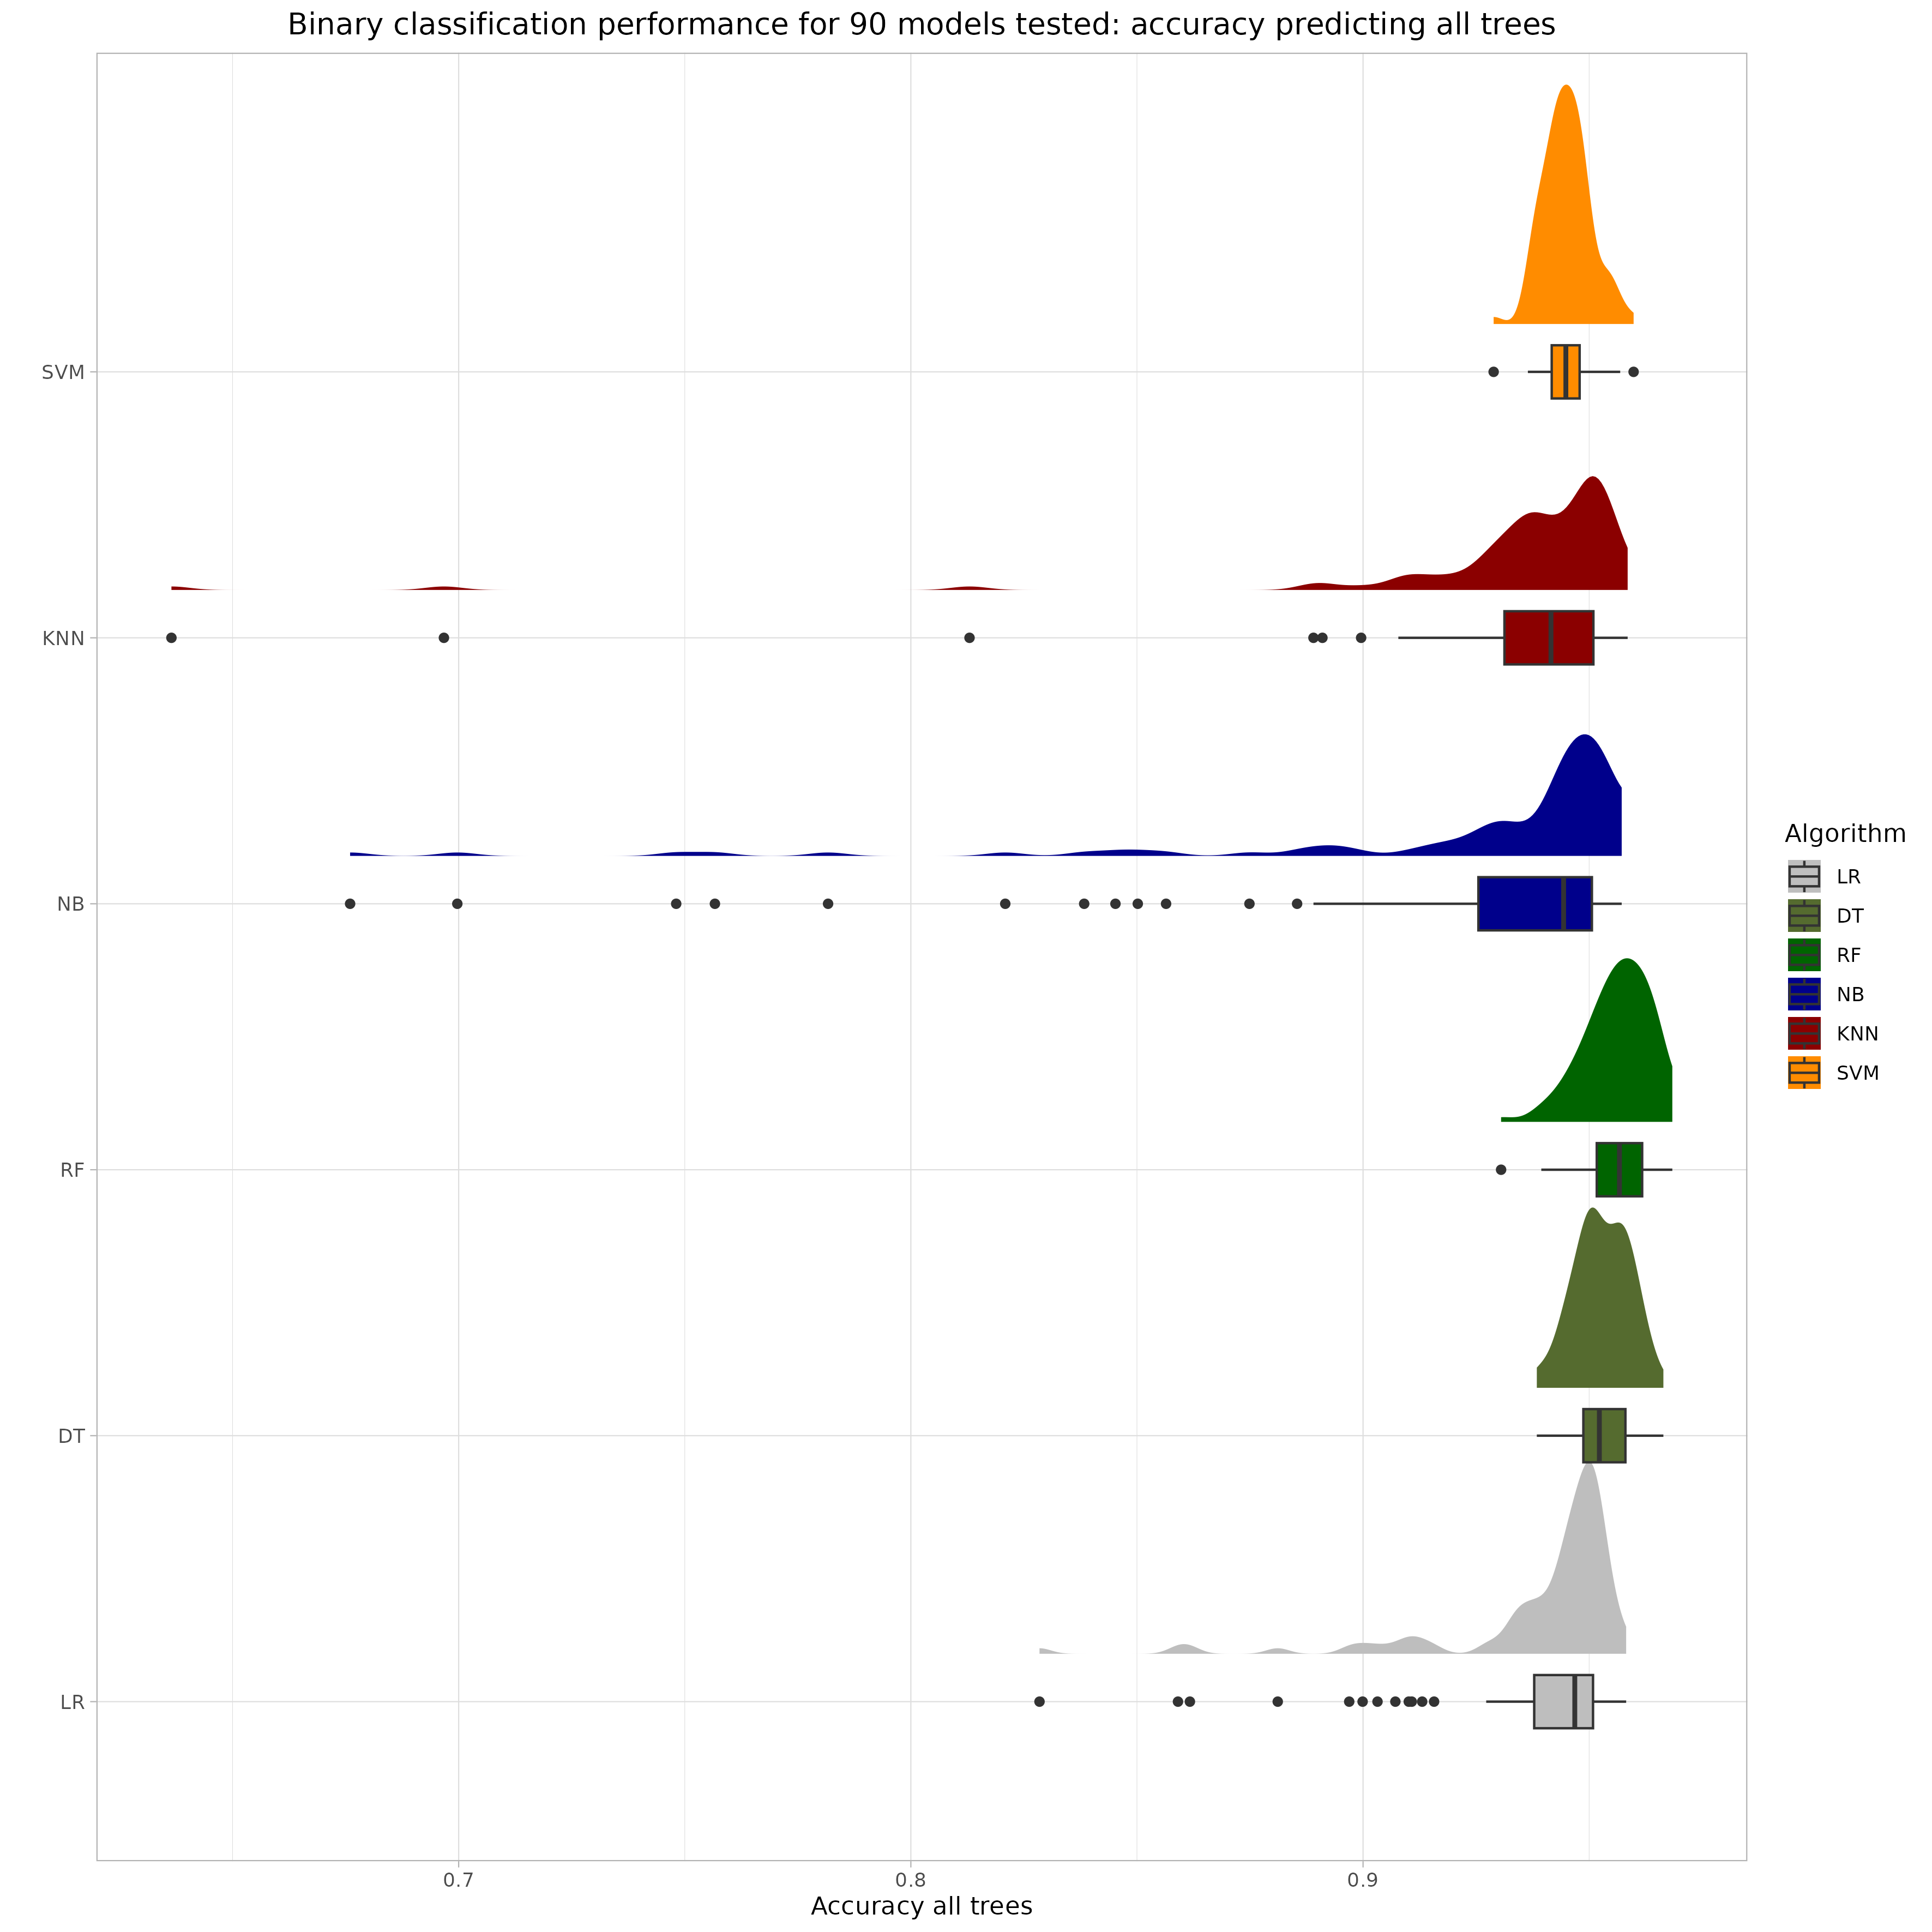 Binary classification performance for 90 models tested: accuracy predicting all trees
SVM
KNN
NB
RF
DT
LR
0.7
0.8
0.9
Accuracy all trees
Algorithm
LR
DT
RF
NB
KNN
SVM